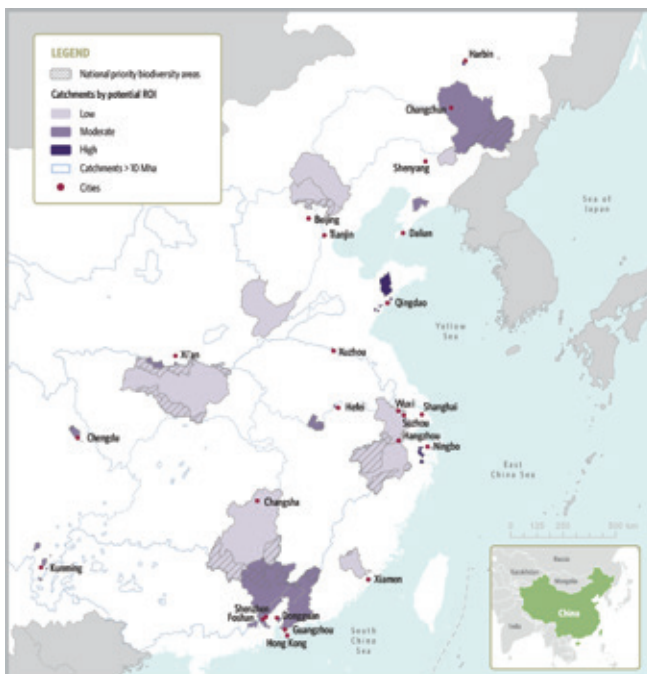 LEGEND
National priority biodiversity areas
Catchments by potential ROI
Low
Moderate
High
Catchments > 10 Mha
Cities
Harbin
Changchun
Shenyang
Sea of
Japan
Beijing
Tianjin
Dalian
Qingdao
Yellow
Sea
Xi'an
Xuzhou
Chengdu
Hefei
Wuxi
Shanghai
Suzhou
Hangzhou
Ningbo
East
China Sea
Changsha
0 125 250 500 km
Kunming
Xiamen
Shenzhen
Foshan
Dongguan
Guangzhou
Hong Kong
South
China
Sea
Russia
Kazakhstan
Mongolia
China
India